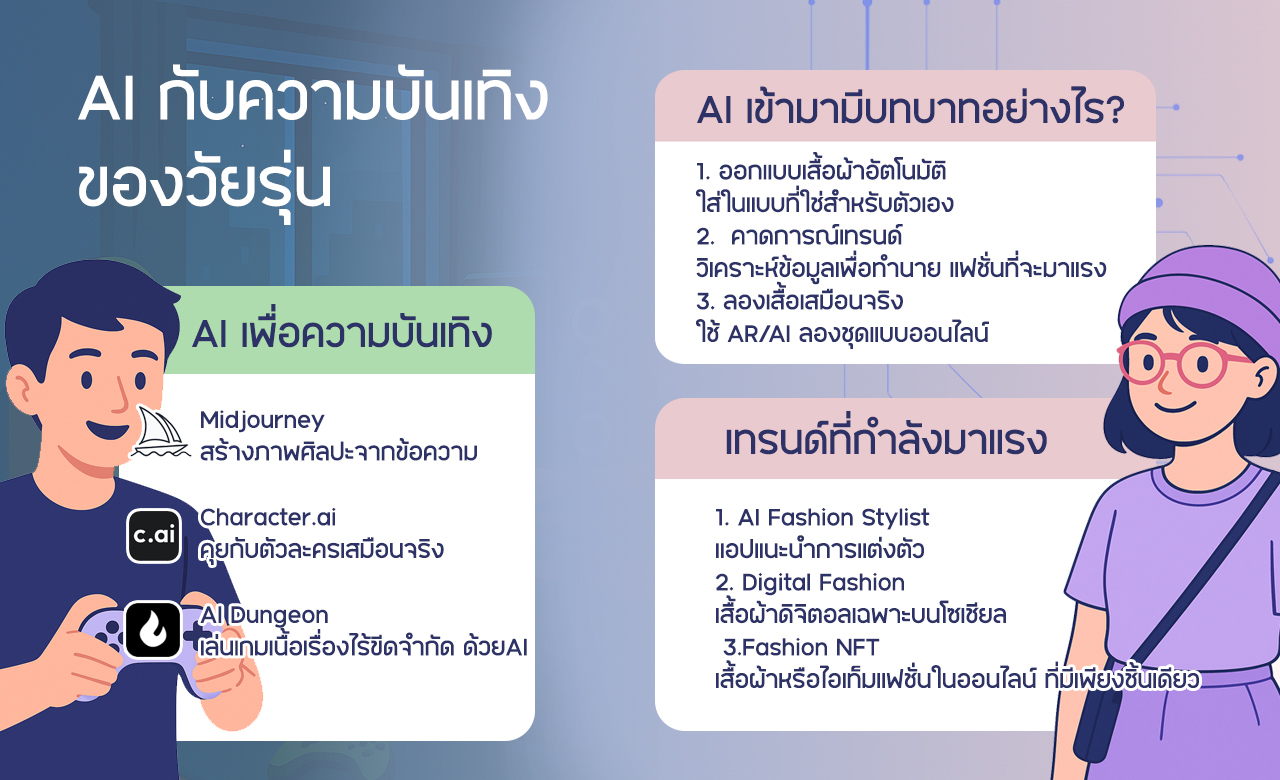 AI กับความบันเทิง
ของวัยรุ่น
AI เพื่อความบันเทิง
Midjourney
สร้างภาพศิลปะจากข้อความ
c.ai
Character.ai
คุยกับตัวละครเสมือนจริง
AI Dungeon
เล่นเกมเนื้อเรื่องไร้ขีดจำกัด ด้วยAI
AI เข้ามามีบทบาทอย่างไร?
1. ออกแบบเสื้อผ้าอัตโนมัติ
ใส่ในแบบที่ใช่สำหรับตัวเอง
2. คาดการณ์เทรนด์
วิเคราะห์ข้อมูลเพื่อทำนาย แฟชั่นที่จะมาแรง
3. ลองเสื้อเสมือนจริง
ใช้ AR/AI ลองชุดแบบออนไลน์
เทรนด์ที่กำลังมาแรง
1. AI Fashion Stylist
แอปแนะนำการแต่งตัว
2. Digital Fashion
เสื้อผ้าดิจิตอลเฉพาะบนโซเชียล
3.Fashion NFT
เสื้อผ้าหรือไอเท็มแฟชั่นในออนไลน์ ที่มีเพียงชิ้นเดียว